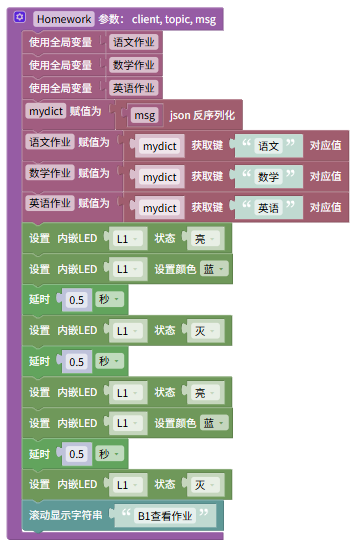 Homework 参数： client, topic, msg
使用全局变量 语文作业
使用全局变量 数学作业
使用全局变量 英语作业
mydict 赋值为 msg json 反序列化
语文作业 赋值为 mydict 获取键 “ 语文 ” 对应值
数学作业 赋值为 mydict 获取键 “ 数学 ” 对应值
英语作业 赋值为 mydict 获取键 “ 英语 ” 对应值
设置 内嵌LED L1 状态 亮
设置 内嵌LED L1 设置颜色 蓝
延时 0.5 秒
设置 内嵌LED L1 状态 灭
延时 0.5 秒
设置 内嵌LED L1 状态 亮
设置 内嵌LED L1 设置颜色 蓝
延时 0.5 秒
设置 内嵌LED L1 状态 灭
滚动显示字符串 “ B1查看作业 ”